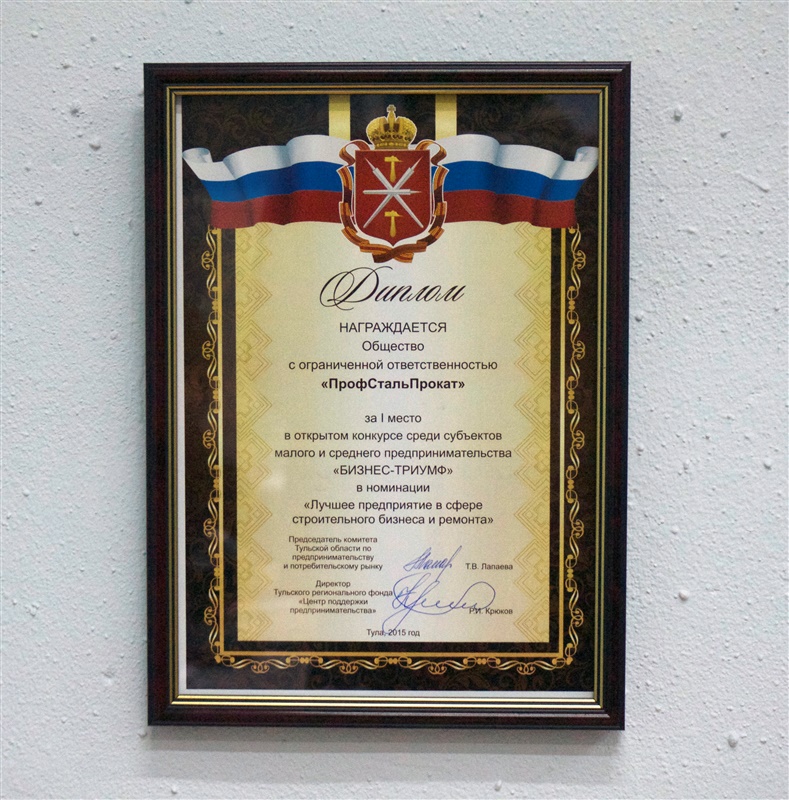 Диплом
НАГРАЖДАЕТСЯ
Общество
с ограниченной ответственностью
«ПрофСтальПрокат»
за I место
в открытом конкурсе среди субъектов
малого и среднего предпринимательства
«БИЗНЕС-ТРИУМФ»
в номинации
«Лучшее предприятие в сфере
строительного бизнеса и ремонта»
Председатель комитета
Тульской области по
предпринимательству
и потребительскому рынку
Т.В. Лапаева
Директор
Тульского регионального фонда
«Центр поддержки
предпринимательства»
Р.И. Крюков
Тула, 2015 год